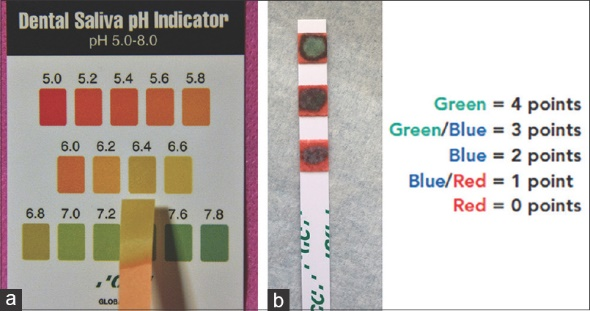 Dental Saliva pH Indicator
pH 5.0-8.0
5.0 5.2 5.4 5.6 5.8
6.0 6.2 6.4 6.6
6.8 7.0 7.2 7.6 7.8
a
b
Green = 4 points
Green/Blue = 3 points
Blue = 2 points
Blue/Red = 1 point
Red = 0 points